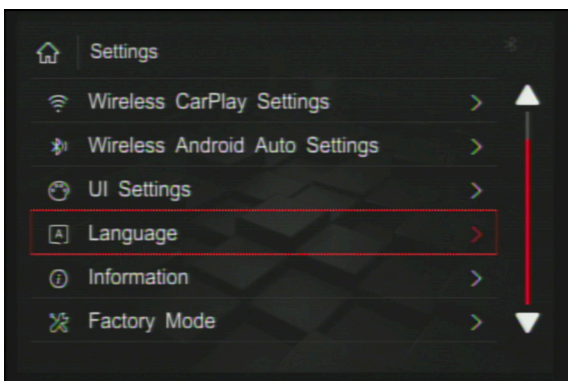 Settings
Wireless CarPlay Settings
Wireless Android Auto Settings
UI Settings
A Language
Information
Factory Mode